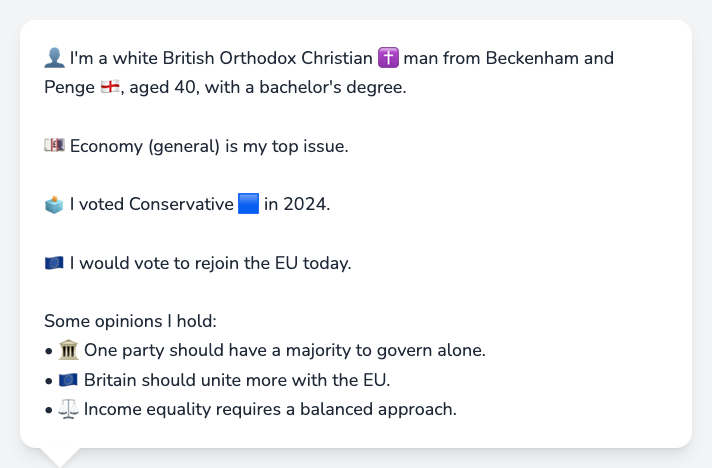 👤 I'm a white British Orthodox Christian ✝️ man from Beckenham and
Penge 🏴󠁧󠁢󠁥󠁮󠁧󠁿, aged 40, with a bachelor's degree.
💷 Economy (general) is my top issue.
🗳️ I voted Conservative 🟦 in 2024.
🇪🇺 I would vote to rejoin the EU today.
Some opinions I hold:
• 🏛️ One party should have a majority to govern alone.
• 🇪🇺 Britain should unite more with the EU.
• ⚖️ Income equality requires a balanced approach.